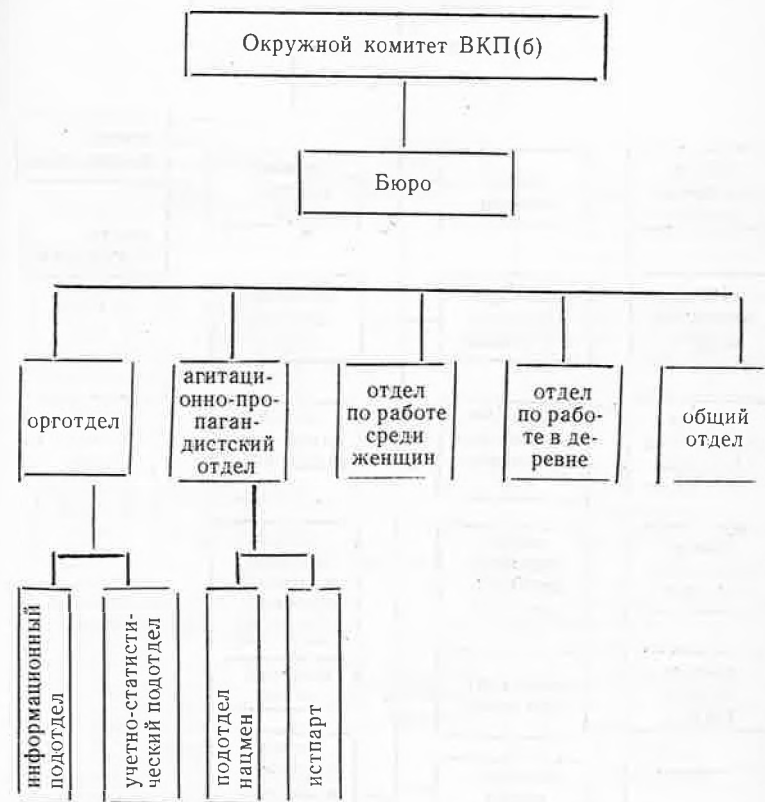 Окружной комитет ВКП(б)
Бюро
орготдел
агитаци-
онно-про-
паган-
дистский
отдел
отдел
по работе
среди
женщин
отдел
по рабо-
те в де-
ревне
общий
отдел
информационный
подотдел
учетно-статисти-
ческий подотдел
подотдел
нацмен
истпарт